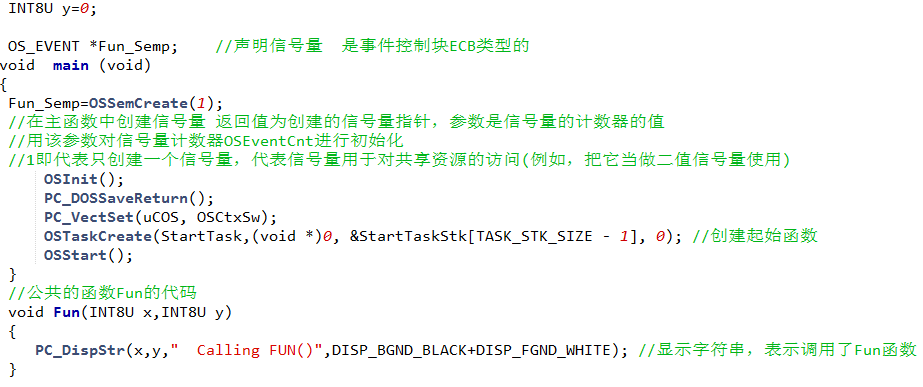 INT8U y=0;
OS_EVENT *Fun_Semp;    //声明信号量  是事件控制块ECB类型的
void  main (void)
{
Fun_Semp=OSSemCreate(1);
//在主函数中创建信号量 返回值为创建的信号量指针，参数是信号量的计数器的值
//用该参数对信号量计数器OSEventCnt进行初始化
//1即代表只创建一个信号量，代表信号量用于对共享资源的访问(例如，把它当做二值信号量使用)
    OSInit();
    PC_DOSSaveReturn();
    PC_VectSet(uCOS, OSCtxSw);
    OSTaskCreate(StartTask,(void *)0, &StartTaskStk[TASK_STK_SIZE - 1], 0); //创建起始函数
    OSStart();
}
//公共的函数Fun的代码
void Fun(INT8U x,INT8U y)
{
   PC_DispStr(x,y,"  Calling FUN()",DISP_BGND_BLACK+DISP_FGND_WHITE); //显示字符串，表示调用了Fun函数
}